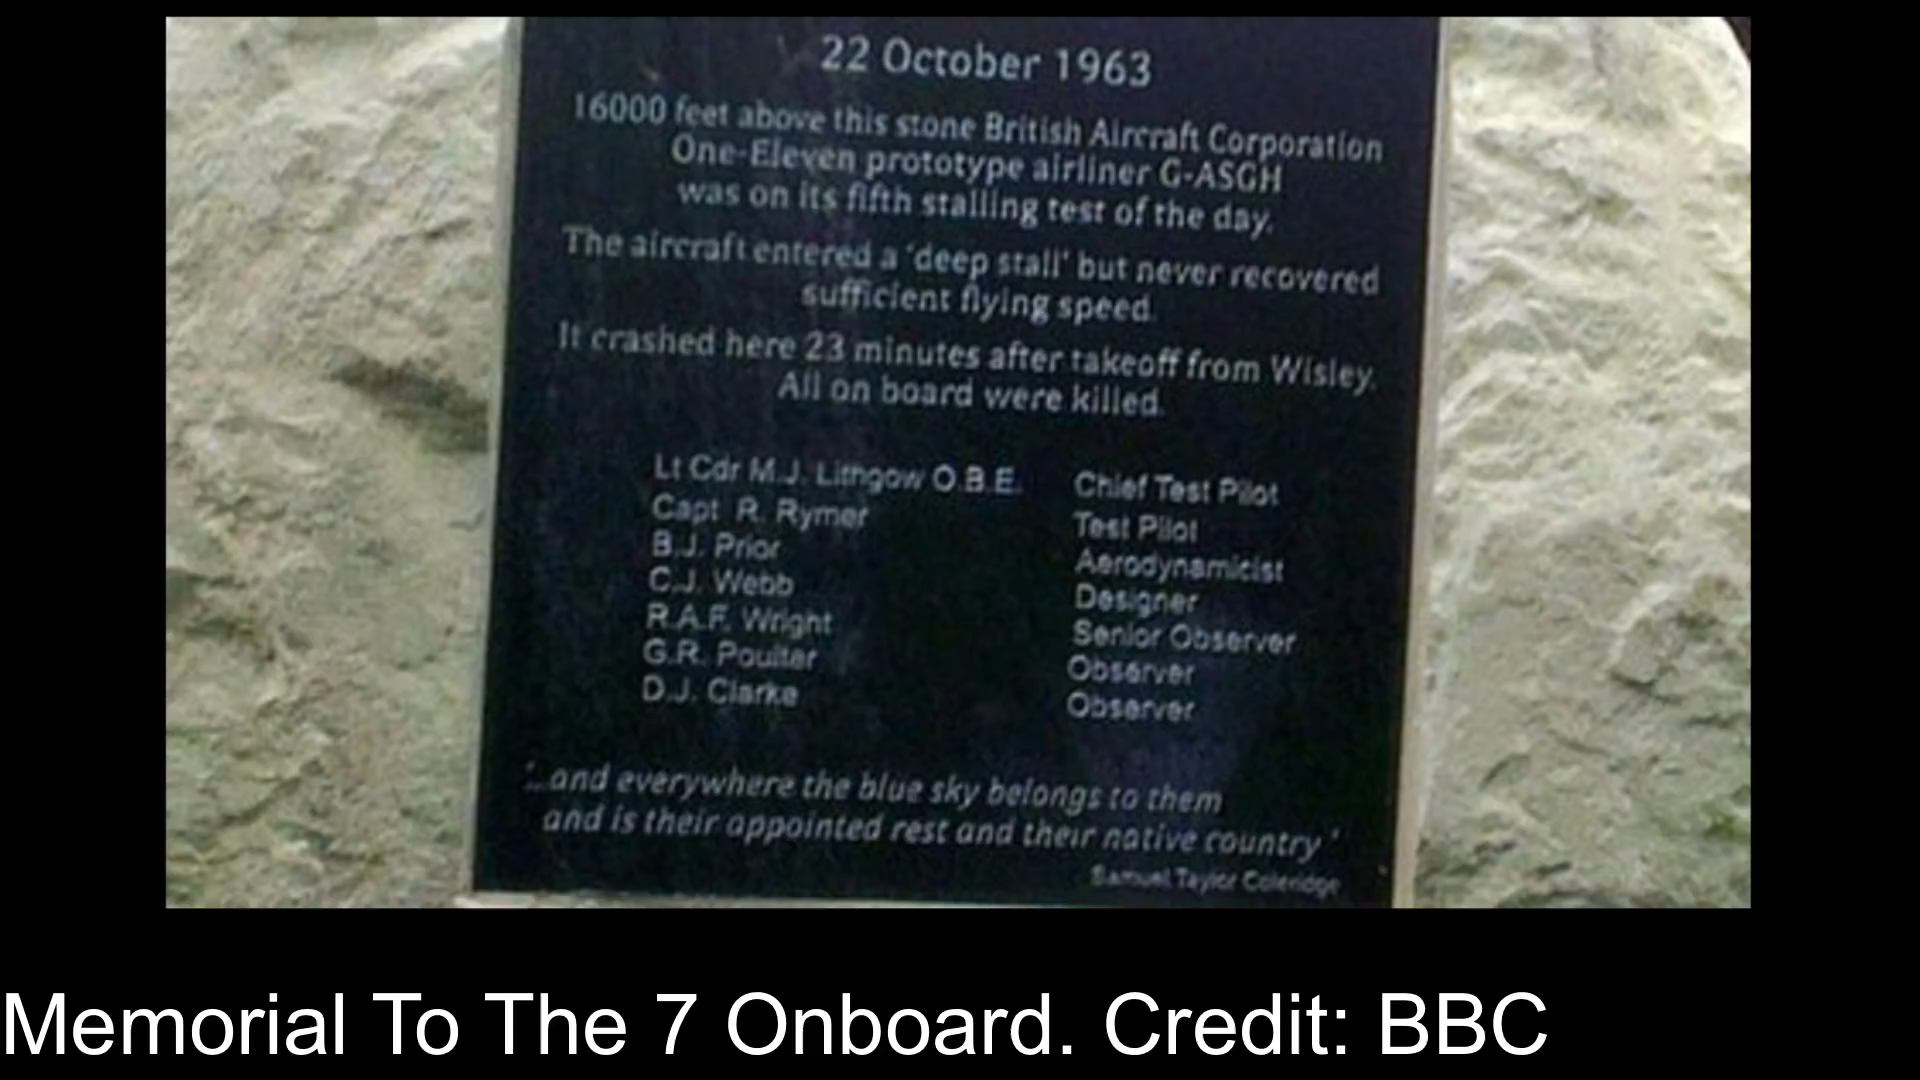 22 October 1963
16000 feet above this stone British Aircraft Corporation
One-Eleven prototype airliner G-ASGH
was on its fifth stalling test of the day.
The aircraft entered a ‘deep stall’ but never recovered
sufficient flying speed.
It crashed here 23 minutes after takeoff from Wisley.
All on board were killed.
Lt Cdr M.J. Lithgow O.B.E. Chief Test Pilot
Capt R. Rymer Test Pilot
B.J. Prior Aerodynamicist
C.J. Webb Designer
R.A.F. Wright Senior Observer
G.R. Poulter Observer
D.J. Clarke Observer
‘...and everywhere the blue sky belongs to them
and is their appointed rest and their native country’
Samuel Taylor Coleridge
Memorial To The 7 Onboard. Credit: BBC